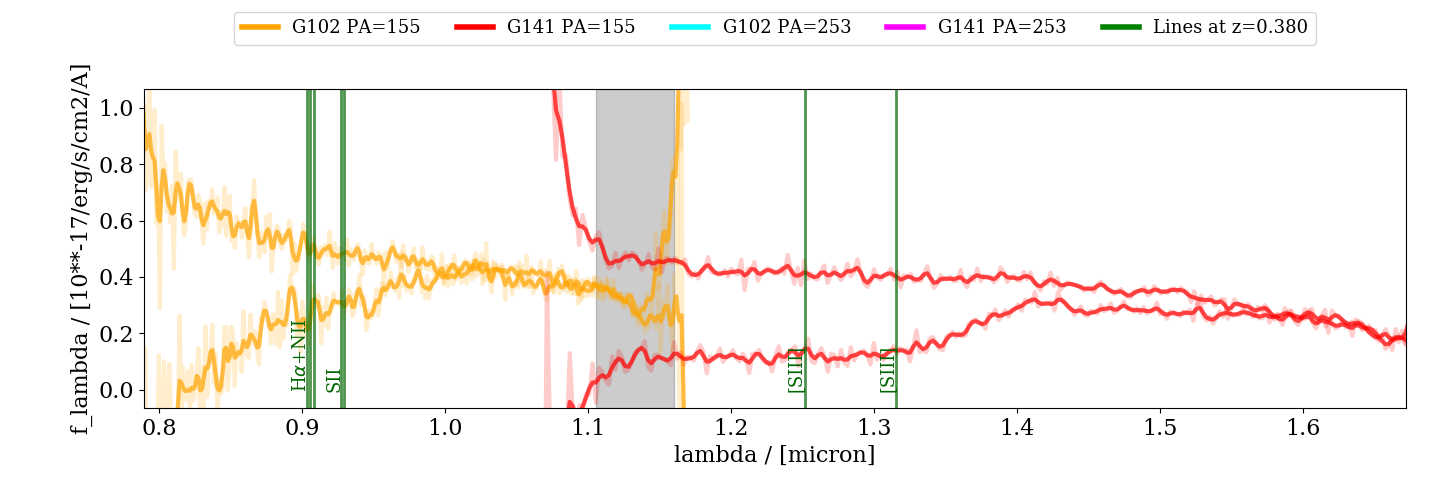 G102 PA=155 G141 PA=155 G102 PA=253 G141 PA=253 Lines at z=0.380
f_lambda / [10**-17/erg/s/cm2/A]
1.0
0.8
0.6
0.4
0.2
0.0
Hα+NII
SII
[SIII]
[SIII]
0.8 0.9 1.0 1.1 1.2 1.3 1.4 1.5 1.6
lambda / [micron]